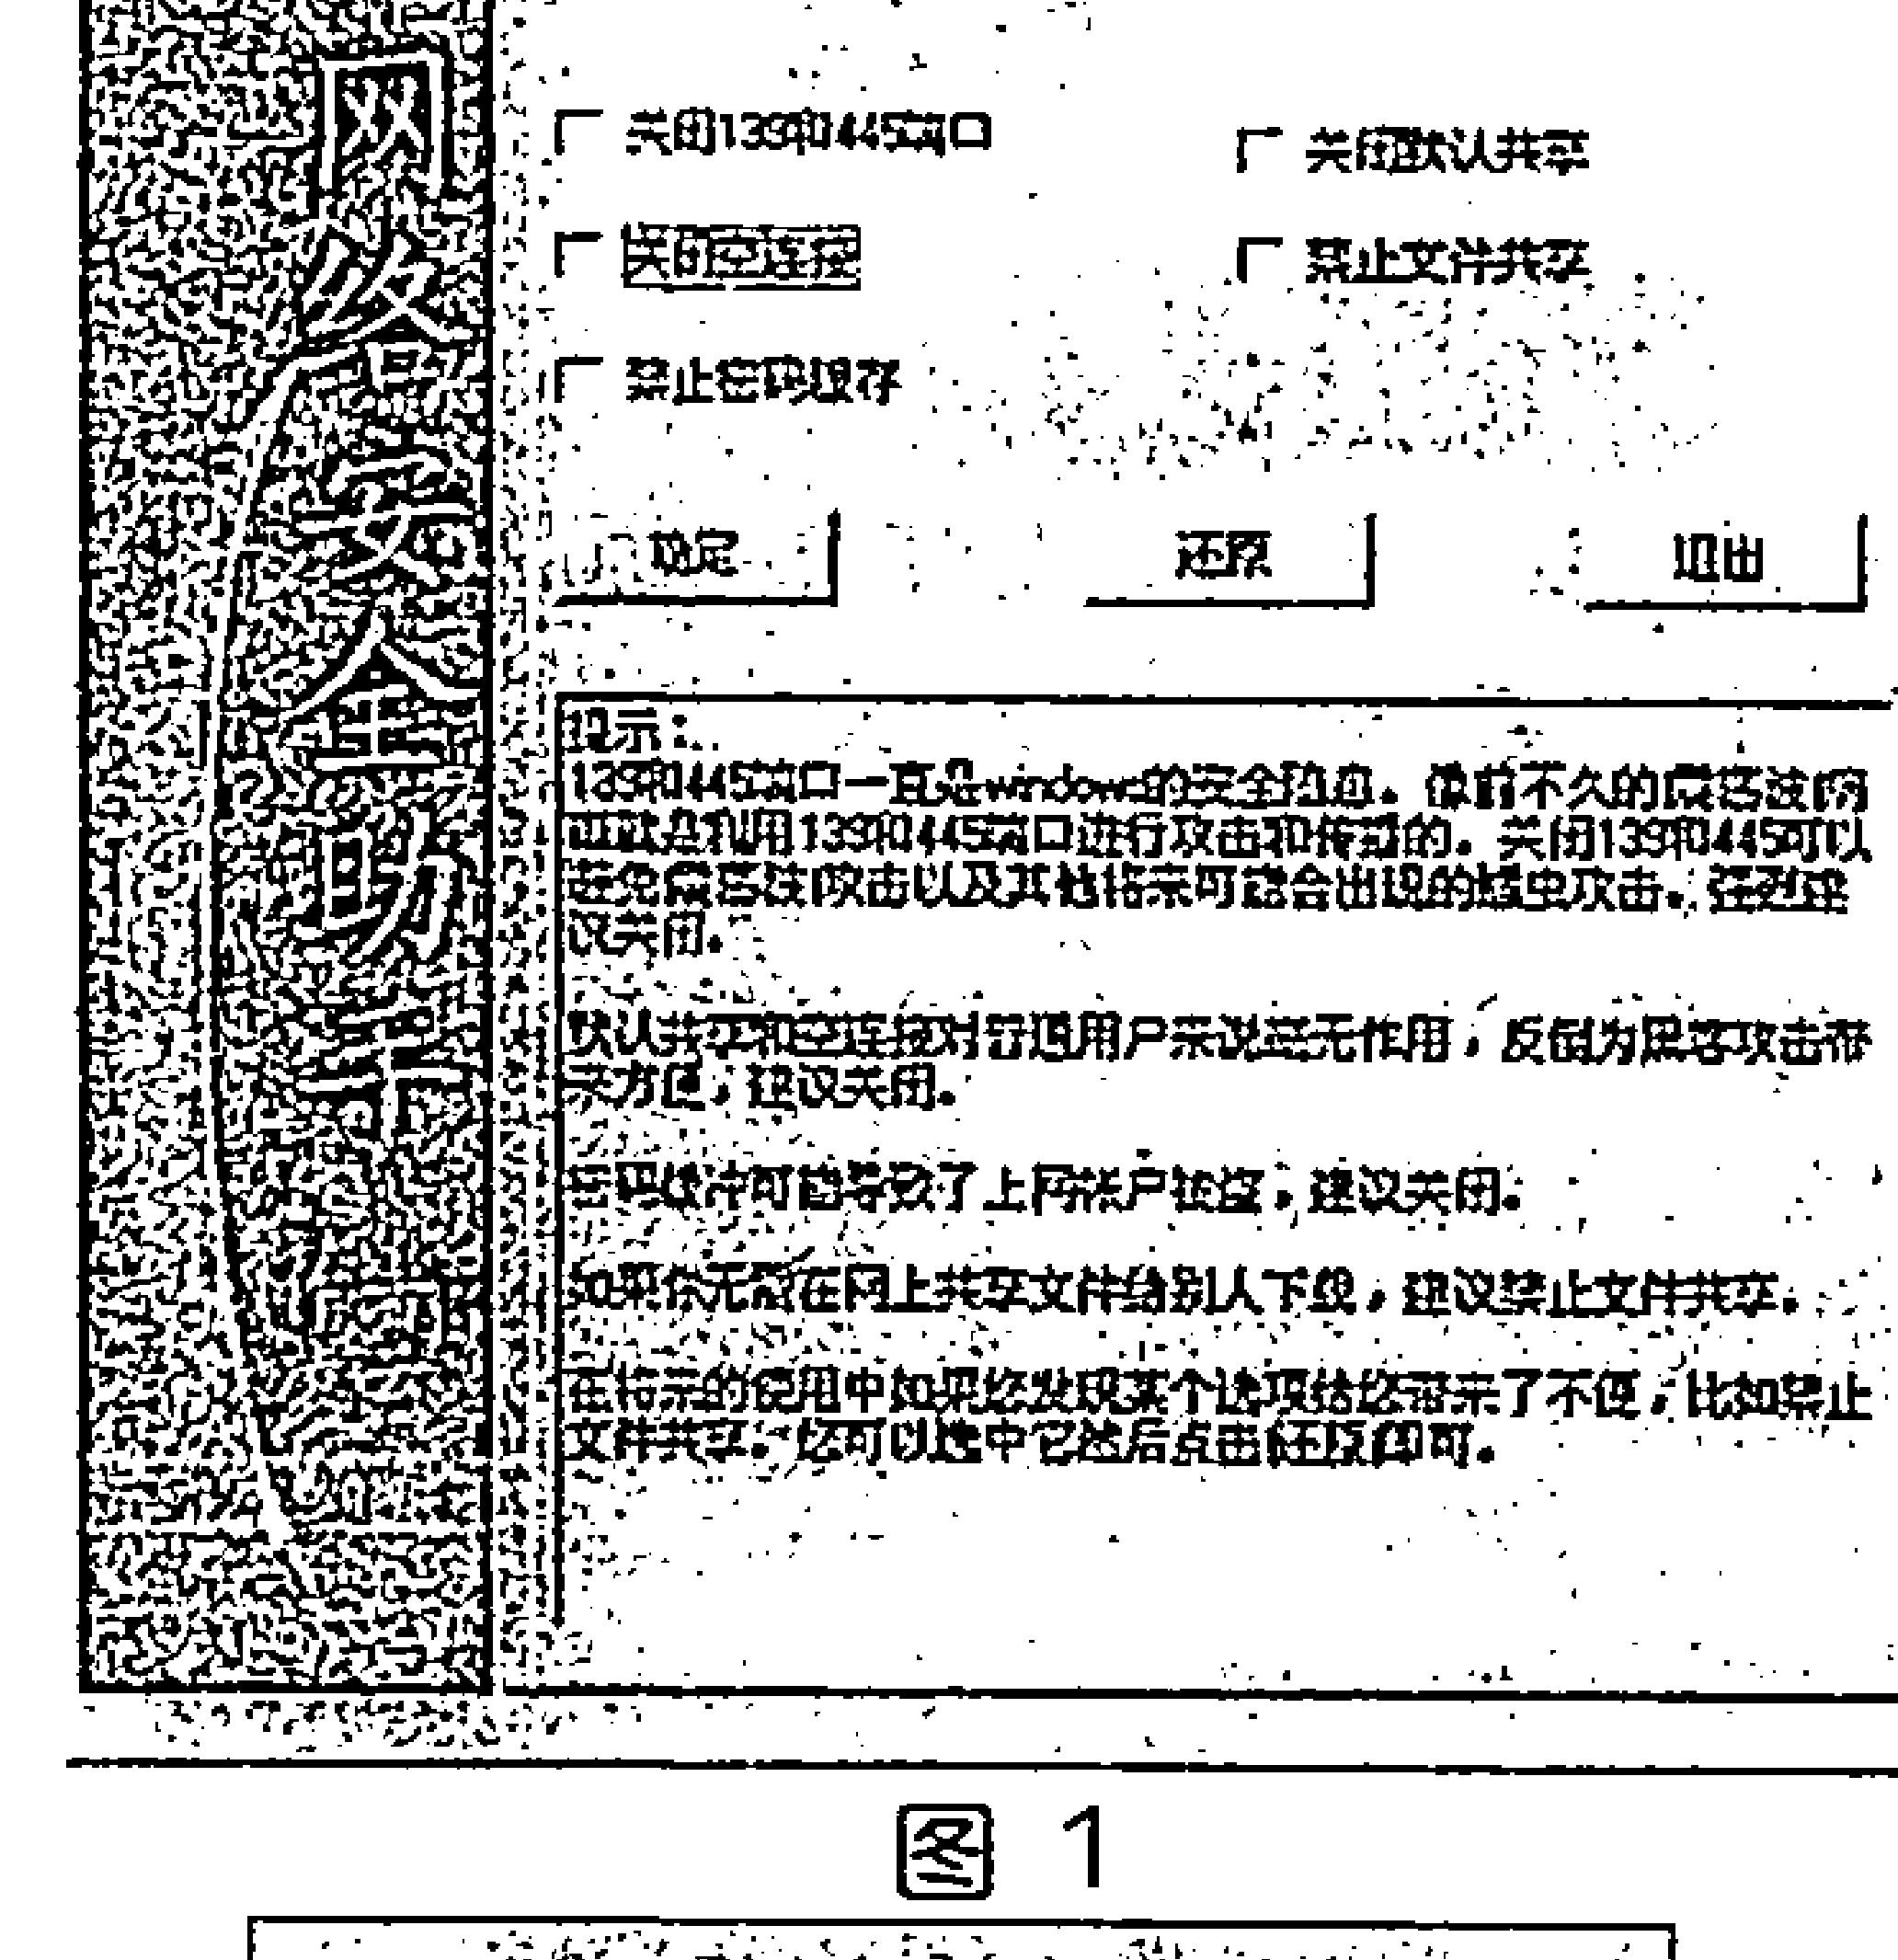 网络安全助手
关闭139和445端口
关闭默认共享
关闭空连接
禁止文件共享
禁止密码缓存
确定
还原
退出
提示:
139和445端口一直是windows的安全隐患。像前不久的震荡波病
毒就是利用139和445端口进行攻击和传播的。关闭139和445可以
避免震荡波攻击以及其他将来可能会出现的蠕虫攻击。强烈建
议关闭。
默认共享和空连接对普通用户来说并无作用，反倒为黑客攻击带
来方便，建议关闭。
密码缓冲可能导致了上网帐户被盗，建议关闭。
如果你无需在网上共享文件给别人下载，建议禁止文件共享。
在将来的使用中如果您发现某个选项给您带来了不便，比如禁止
文件共享。您可以选中它然后点击还原即可。
图 1